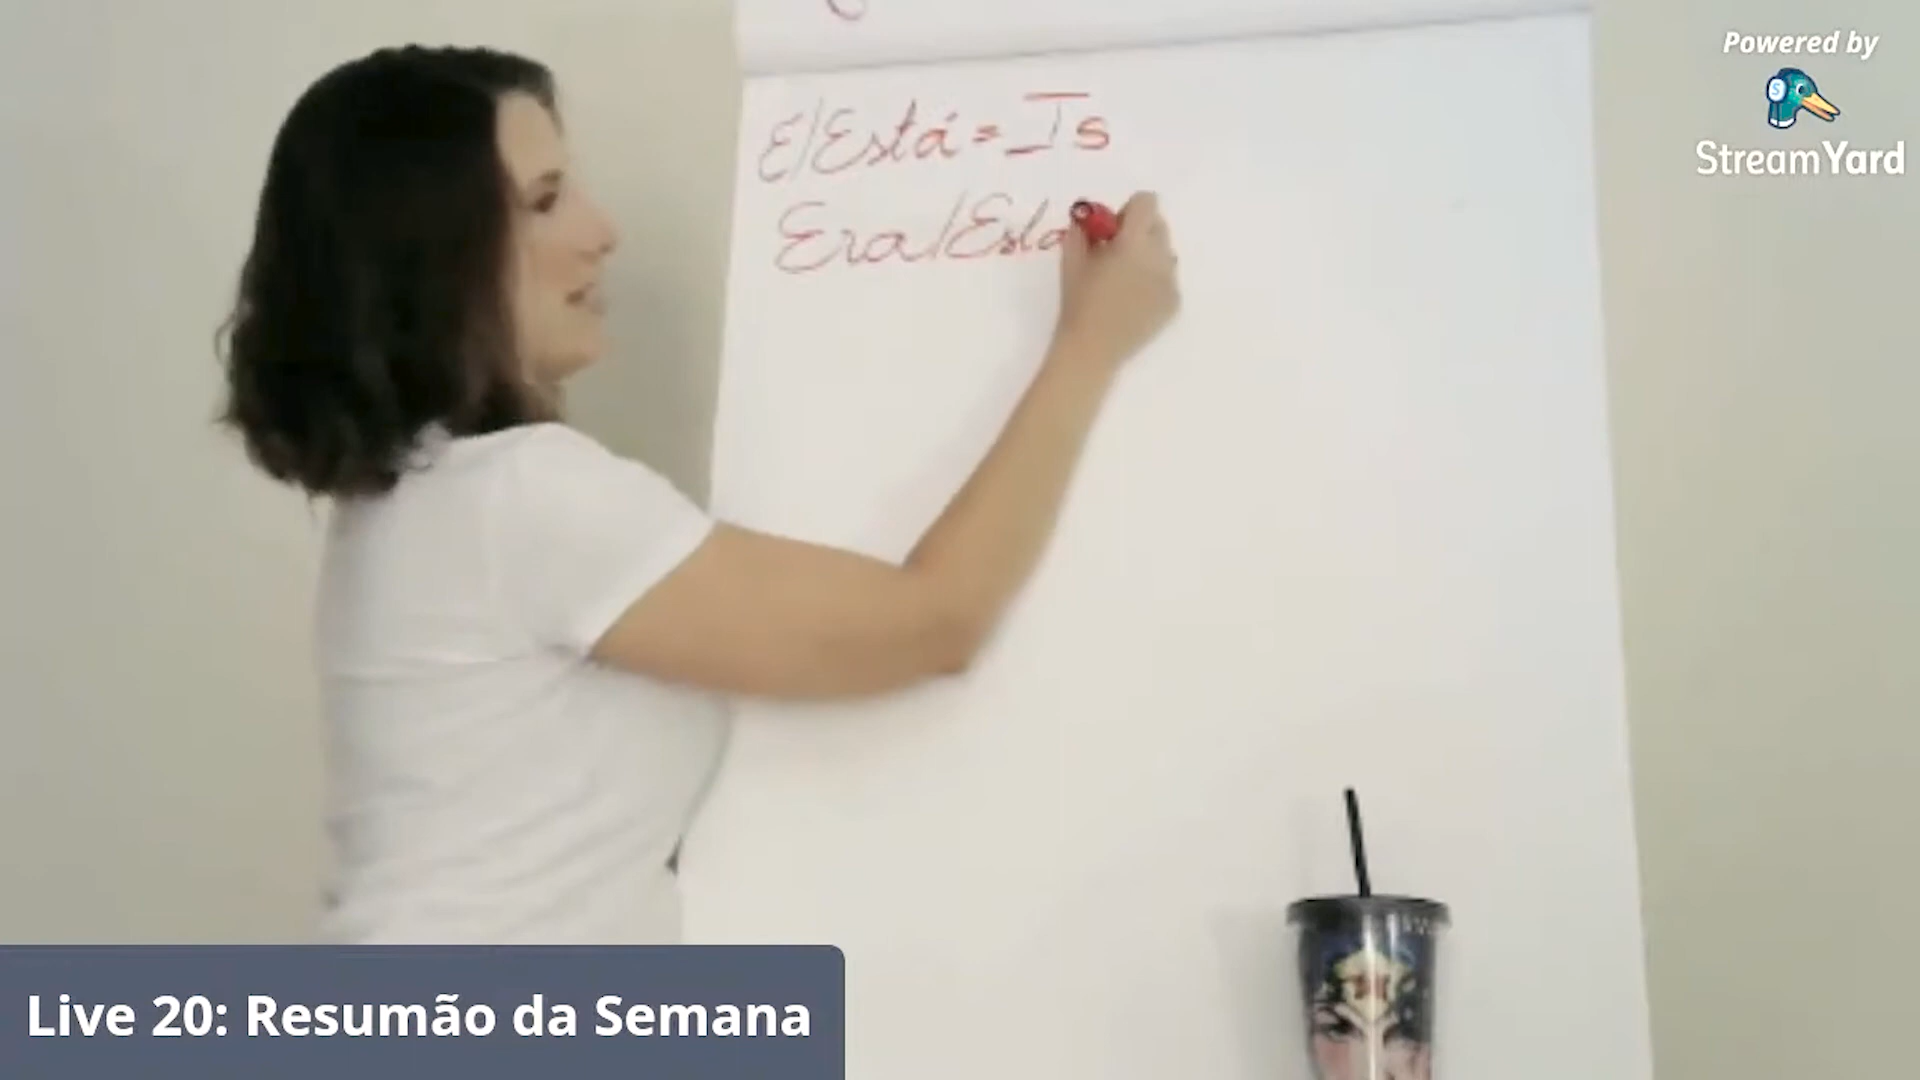 Powered by
StreamYard
É/Está = Is
Era/Esta
Live 20: Resumão da Semana